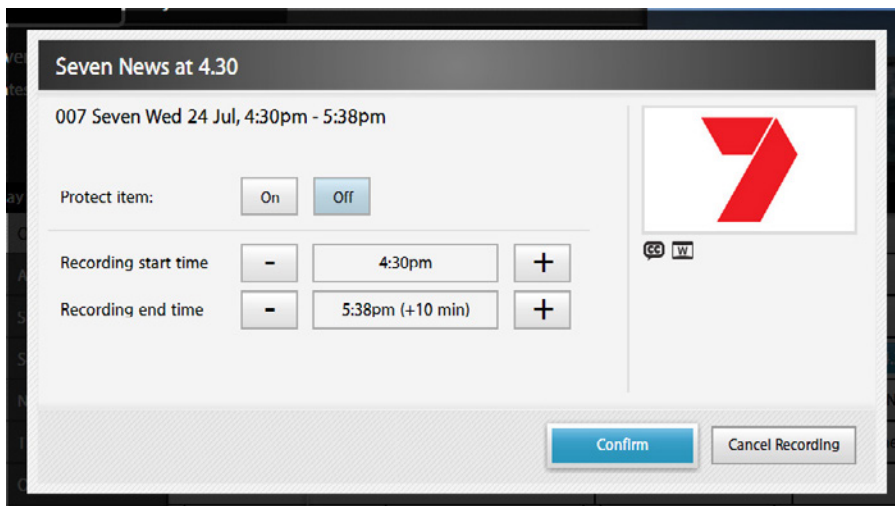 Seven News at 4.30
007 Seven Wed 24 Jul, 4:30pm - 5:38pm
Protect item:
On
Off
Recording start time
-
4:30pm
+
Recording end time
-
5:38pm (+10 min)
+
CC W
Confirm
Cancel Recording